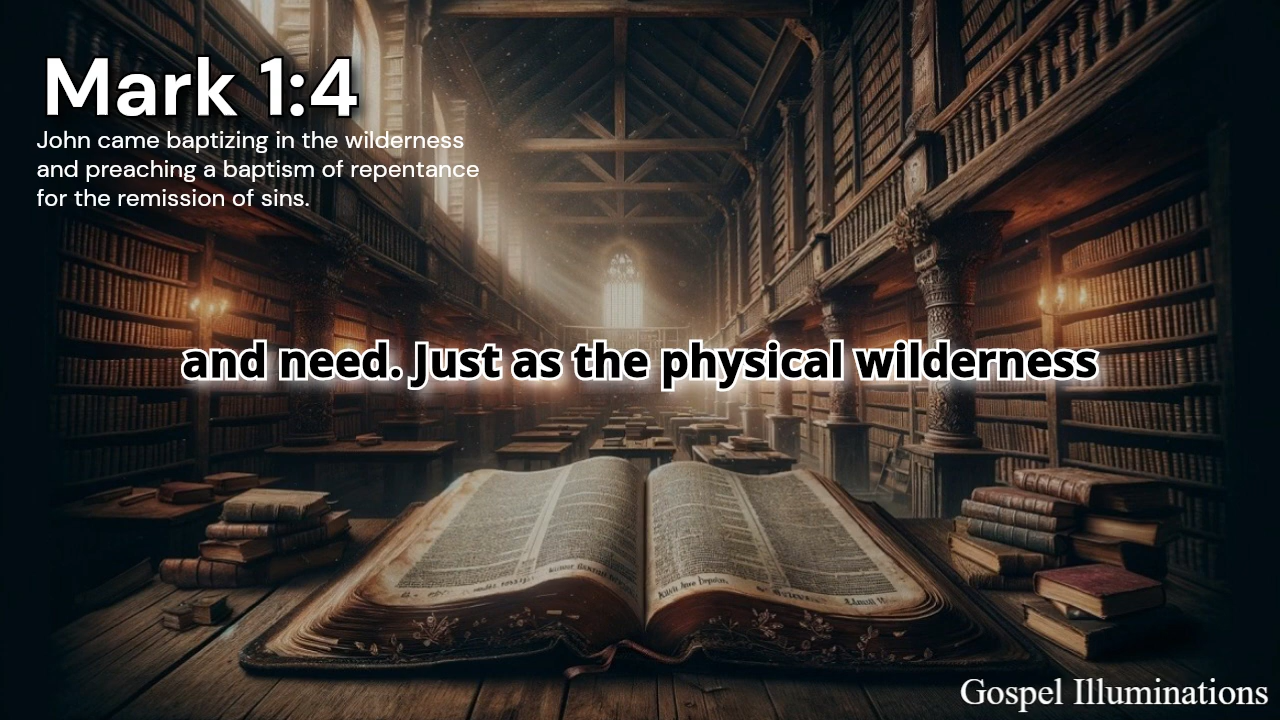 Mark 1:4
John came baptizing in the wilderness
and preaching a baptism of repentance
for the remission of sins.
and need. Just as the physical wilderness
Gospel Illuminations